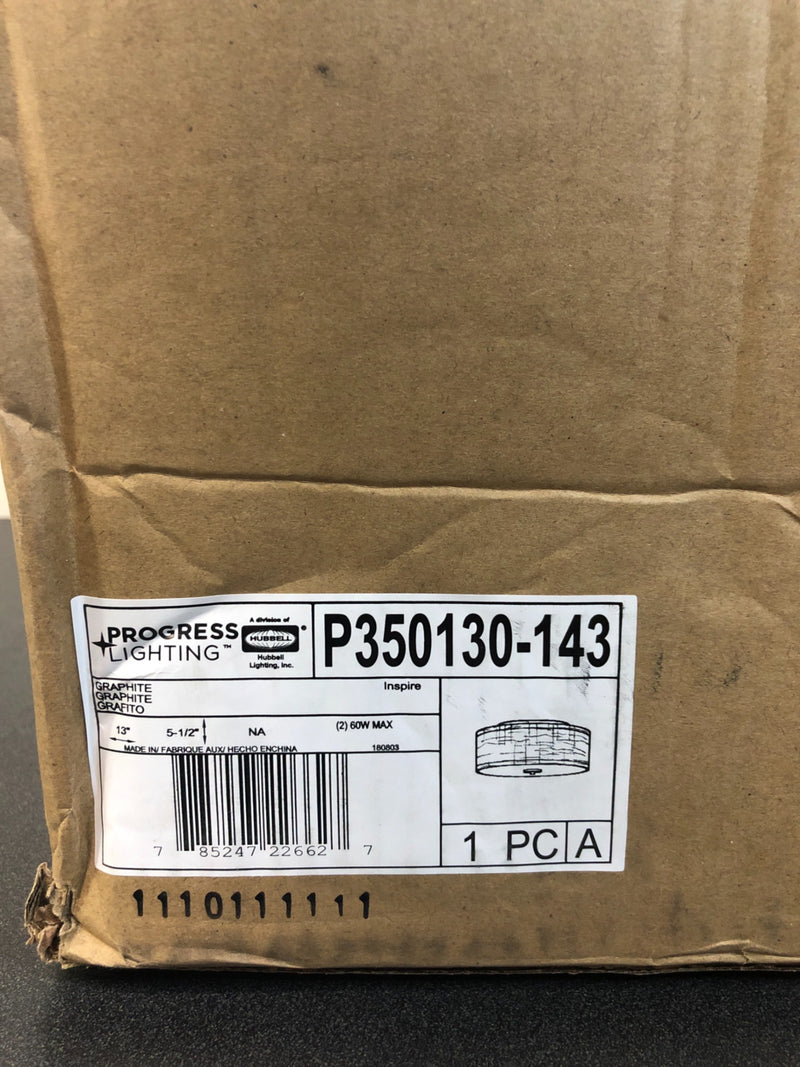 PROGRESS
LIGHTING™
A division of
HUBBELL
Hubbell
Lighting, Inc.
P350130-143
GRAPHITE
GRAPHITE
GRAFITO
Inspire
13" 5-1/2" NA (2) 60W MAX
MADE IN/ FABRIQUE AUX/ HECHO ENCHINA 180803
7 85247 22662 7
1 PC A
1110111111